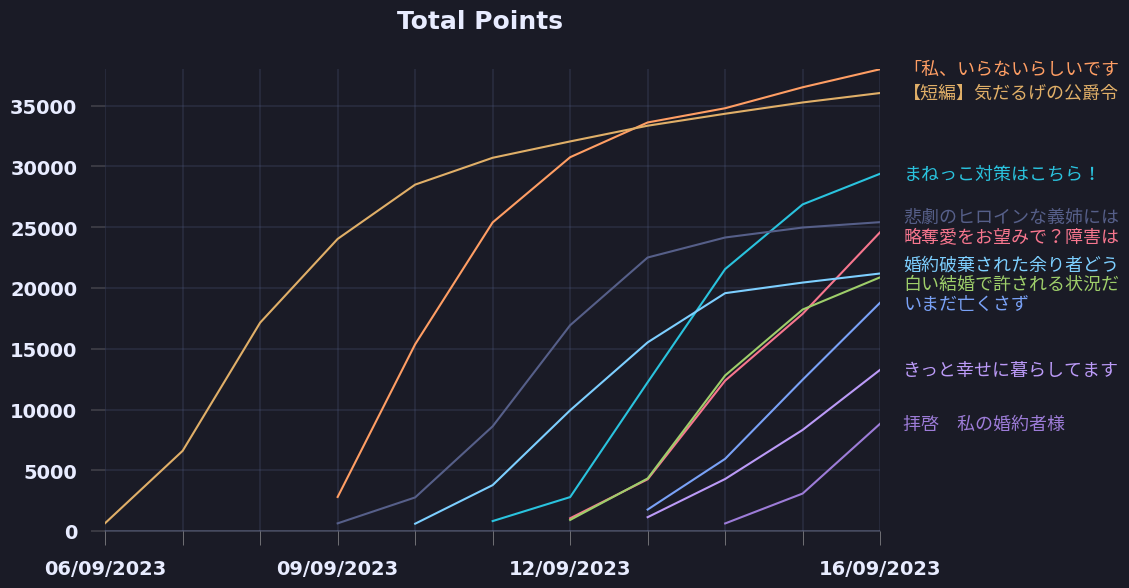 Total Points
35000
30000
25000
20000
15000
10000
5000
0
06/09/2023
09/09/2023
12/09/2023
16/09/2023
「私、いらないらしいです
【短編】気だるげの公爵令
まねっこ対策はこちら！
悲劇のヒロインな義姉には
略奪愛をお望みで？障害は
婚約破棄された余り者どう
白い結婚で許される状況だ
いまだ亡くさず
きっと幸せに暮らしてます
拝啓　私の婚約者様